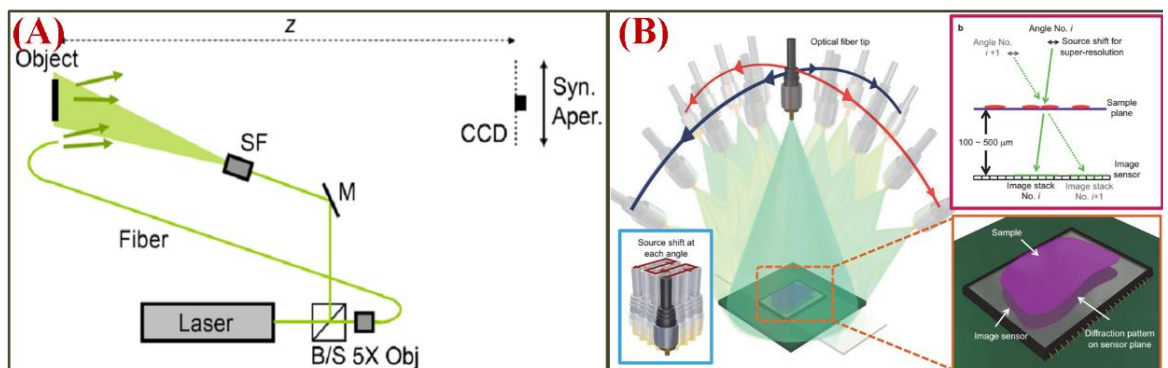 (A)
z
Object
SF
CCD
Syn.
Aper.
M
Fiber
Laser
B/S 5X Obj
(B)
Optical fiber tip
Source shift at
each angle
b
Angle No. i
Angle No.
i +1
Source shift for
super-resolution
Sample
plane
100 ~ 500 μm
Image
sensor
Image stack
No. i
Image stack
No. i+1
Sample
Image sensor
Diffraction pattern
on sensor plane